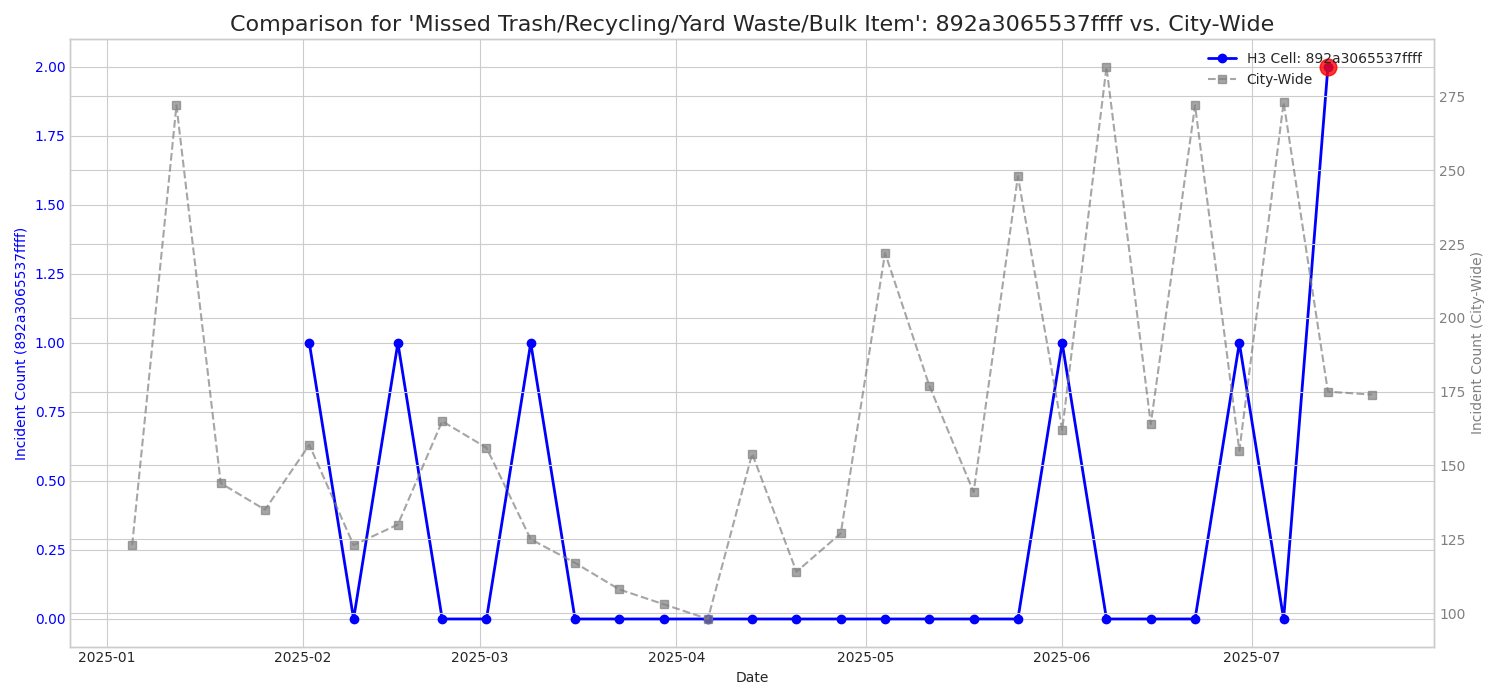 Comparison for 'Missed Trash/Recycling/Yard Waste/Bulk Item': 892a3065537ffff vs. City-Wide
H3 Cell: 892a3065537ffff
City-Wide
Incident Count (892a3065537ffff)
2.00
1.75
1.50
1.25
1.00
0.75
0.50
0.25
0.00
275
250
225
200
175
150
125
100
Incident Count (City-Wide)
2025-01 2025-02 2025-03 2025-04 2025-05 2025-06 2025-07
Date